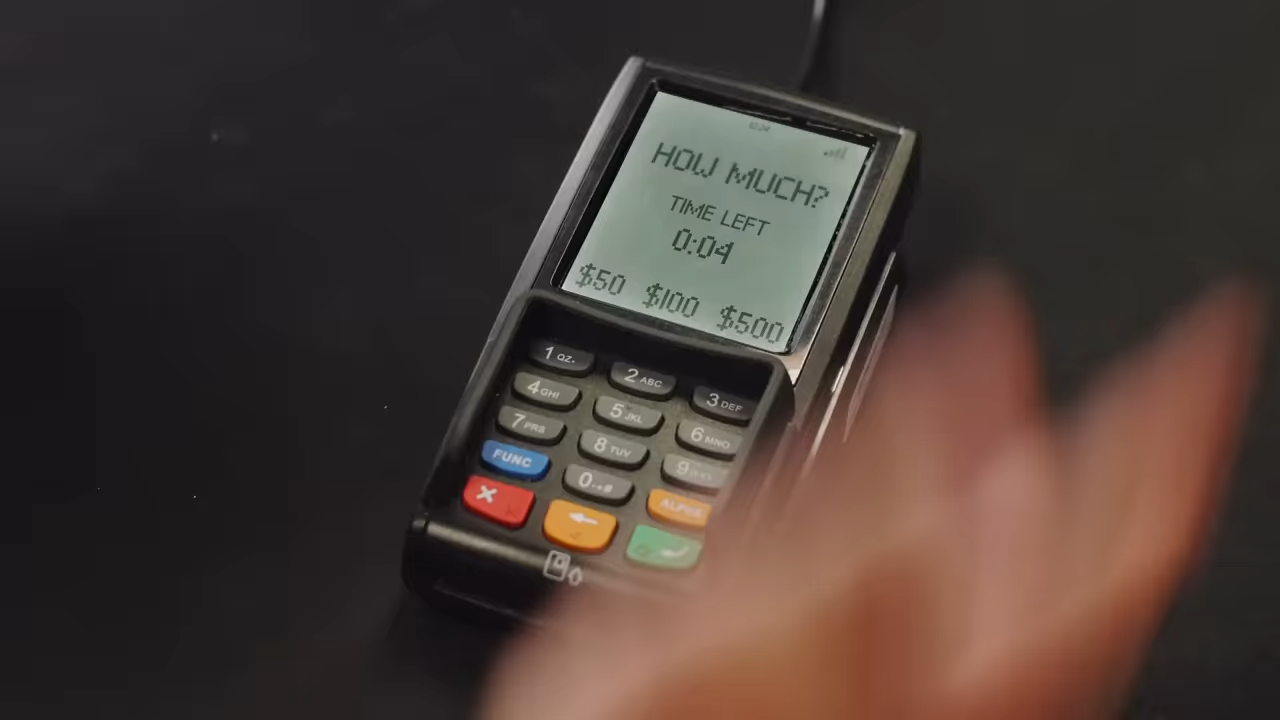 HOW MUCH?
TIME LEFT
0:04
$50 $100 $500
1 QZ.
2 ABC
3 DEF
4 GHI
5 JKL
6 MNO
7 PRS
8 TUV
9
FUNC
0
ALPHA